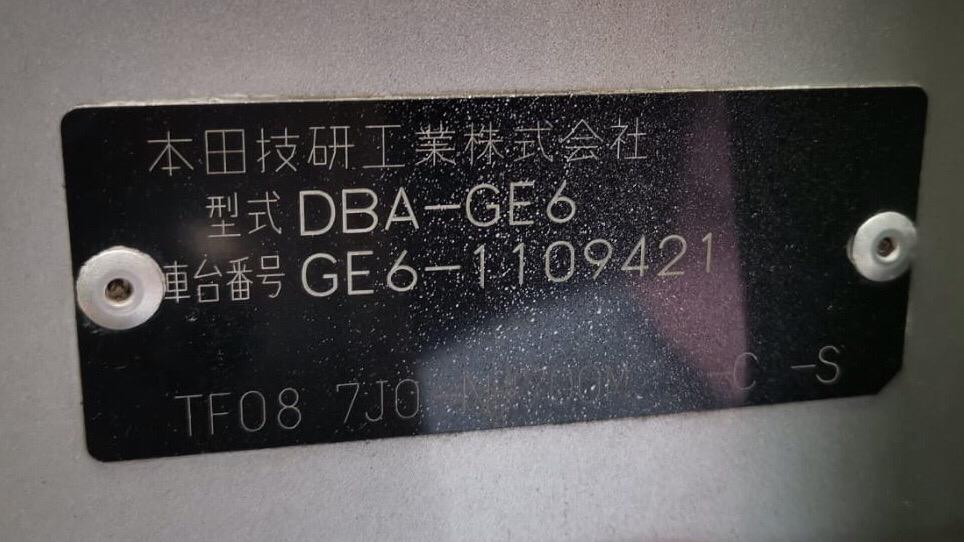 本田技研工業株式会社
型式 DBA-GE6
車台番号 GE6-1109421
TF08 7J0 -C -S